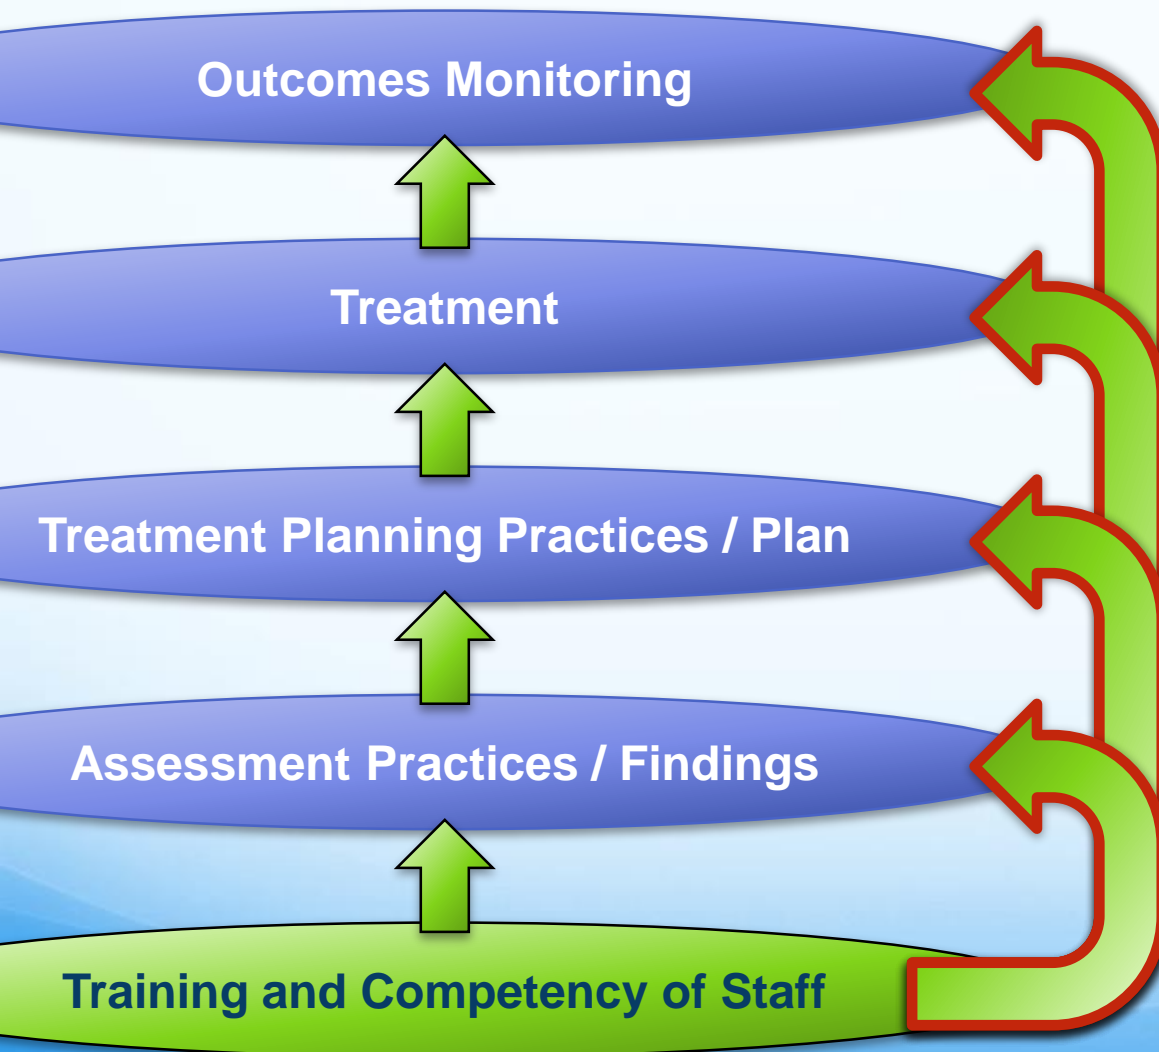 Outcomes Monitoring
Treatment
Treatment Planning Practices / Plan
Assessment Practices / Findings
Training and Competency of Staff